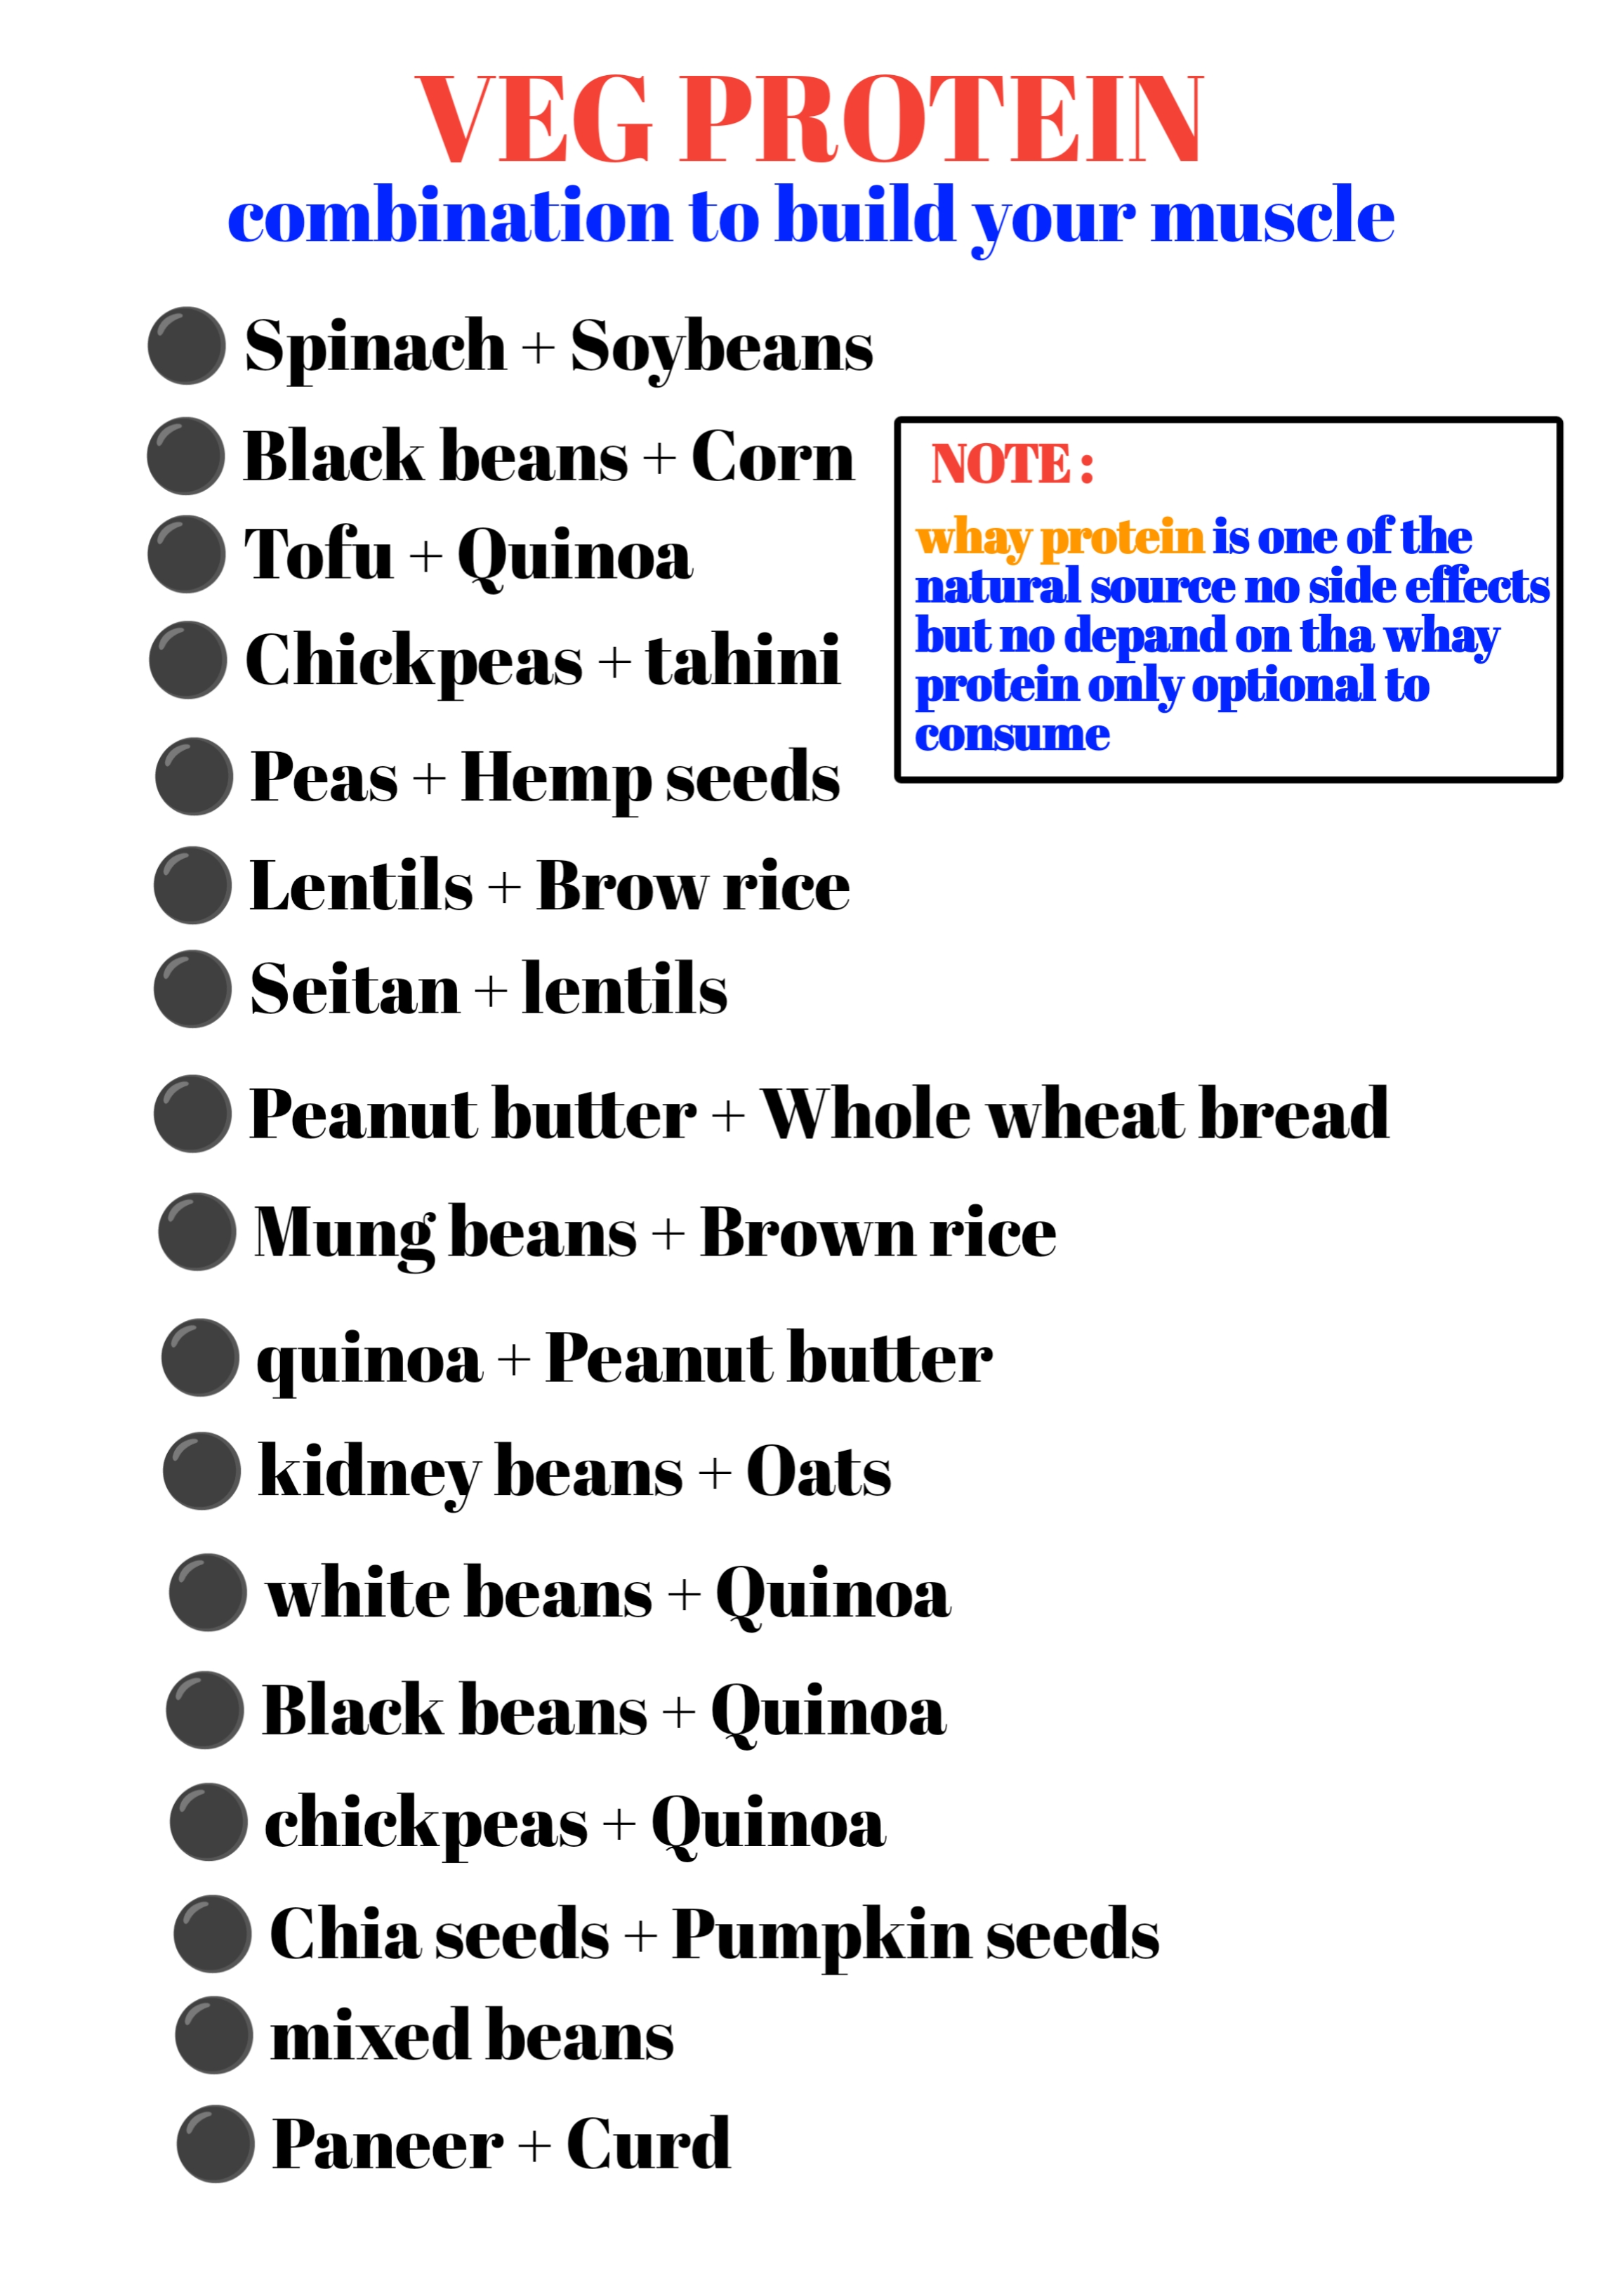 VEG PROTEIN
combination to build your muscle
Spinach + Soybeans
Black beans + Corn
Tofu + Quinoa
Chickpeas + tahini
Peas + Hemp seeds
Lentils + Brow rice
Seitan + lentils
Peanut butter + Whole wheat bread
Mung beans + Brown rice
quinoa + Peanut butter
kidney beans + Oats
white beans + Quinoa
Black beans + Quinoa
chickpeas + Quinoa
Chia seeds + Pumpkin seeds
mixed beans
Paneer + Curd
NOTE :
whay protein is one of the
natural source no side effects
but no depand on tha whay
protein only optional to
consume